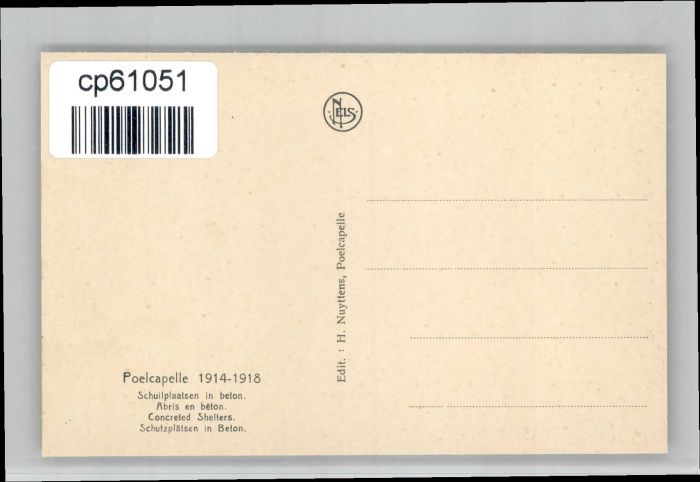 cp61051
NELS
Edit. : H. Nuyttens, Poelcapelle
Poelcapelle 1914-1918
Schuilplaatsen in beton.
Abris en béton.
Concreted Shelters.
Schutzplätsen in Beton.